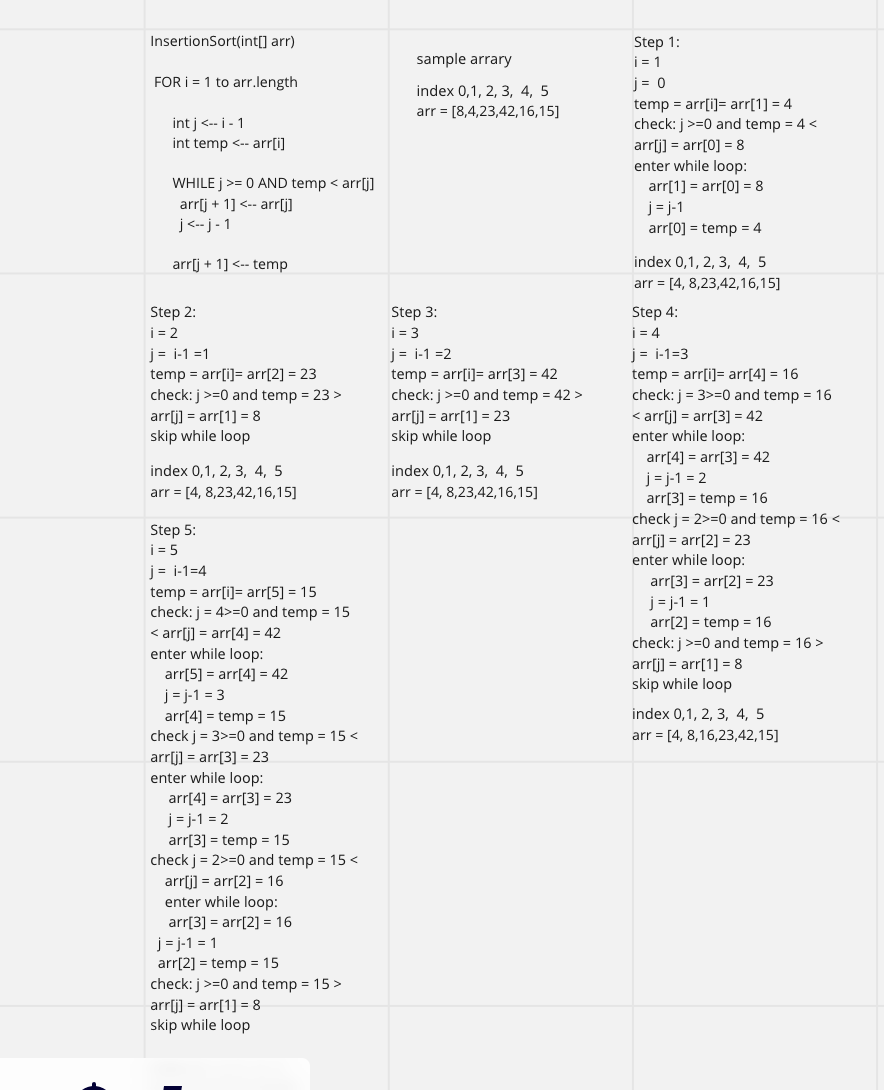 InsertionSort(int[] arr)
FOR i = 1 to arr.length
int j <-- i - 1
int temp <-- arr[i]
WHILE j >= 0 AND temp < arr[j]
arr[j + 1] <-- arr[j]
j <-- j - 1
arr[j + 1] <-- temp
sample arrary
index 0,1, 2, 3,  4,  5
arr = [8,4,23,42,16,15]
Step 1:
i = 1
j =  0
temp = arr[i]= arr[1] = 4
check: j >=0 and temp = 4 <
arr[j] = arr[0] = 8
enter while loop:
arr[1] = arr[0] = 8
j = j-1
arr[0] = temp = 4
index 0,1, 2, 3,  4,  5
arr = [4, 8,23,42,16,15]
Step 2:
i = 2
j =  i-1 =1
temp = arr[i]= arr[2] = 23
check: j >=0 and temp = 23 >
arr[j] = arr[1] = 8
skip while loop
index 0,1, 2, 3,  4,  5
arr = [4, 8,23,42,16,15]
Step 3:
i = 3
j =  i-1 =2
temp = arr[i]= arr[3] = 42
check: j >=0 and temp = 42 >
arr[j] = arr[1] = 23
skip while loop
index 0,1, 2, 3,  4,  5
arr = [4, 8,23,42,16,15]
Step 4:
i = 4
j =  i-1=3
temp = arr[i]= arr[4] = 16
check: j = 3>=0 and temp = 16
< arr[j] = arr[3] = 42
enter while loop:
arr[4] = arr[3] = 42
j = j-1 = 2
arr[3] = temp = 16
check j = 2>=0 and temp = 16 <
arr[j] = arr[2] = 23
enter while loop:
arr[3] = arr[2] = 23
j = j-1 = 1
arr[2] = temp = 16
check: j >=0 and temp = 16 >
arr[j] = arr[1] = 8
skip while loop
index 0,1, 2, 3,  4,  5
arr = [4, 8,16,23,42,15]
Step 5:
i = 5
j =  i-1=4
temp = arr[i]= arr[5] = 15
check: j = 4>=0 and temp = 15
< arr[j] = arr[4] = 42
enter while loop:
arr[5] = arr[4] = 42
j = j-1 = 3
arr[4] = temp = 15
check j = 3>=0 and temp = 15 <
arr[j] = arr[3] = 23
enter while loop:
arr[4] = arr[3] = 23
j = j-1 = 2
arr[3] = temp = 15
check j = 2>=0 and temp = 15 <
arr[j] = arr[2] = 16
enter while loop:
arr[3] = arr[2] = 16
j = j-1 = 1
arr[2] = temp = 15
check: j >=0 and temp = 15 >
arr[j] = arr[1] = 8
skip while loop